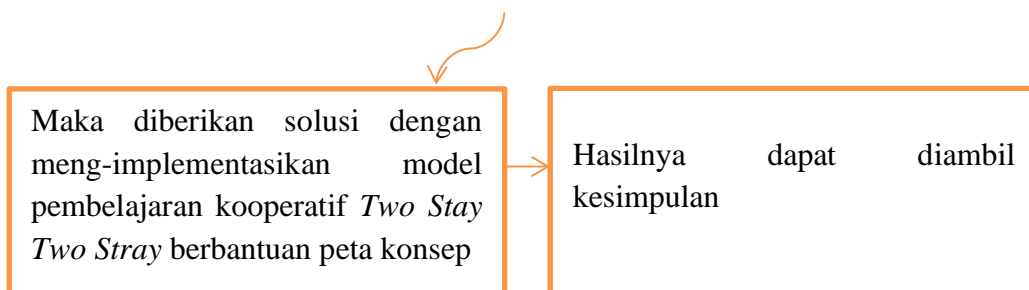 Maka diberikan solusi dengan
meng-implementasikan model
pembelajaran kooperatif Two Stay
Two Stray berbantuan peta konsep
Hasilnya dapat diambil
kesimpulan